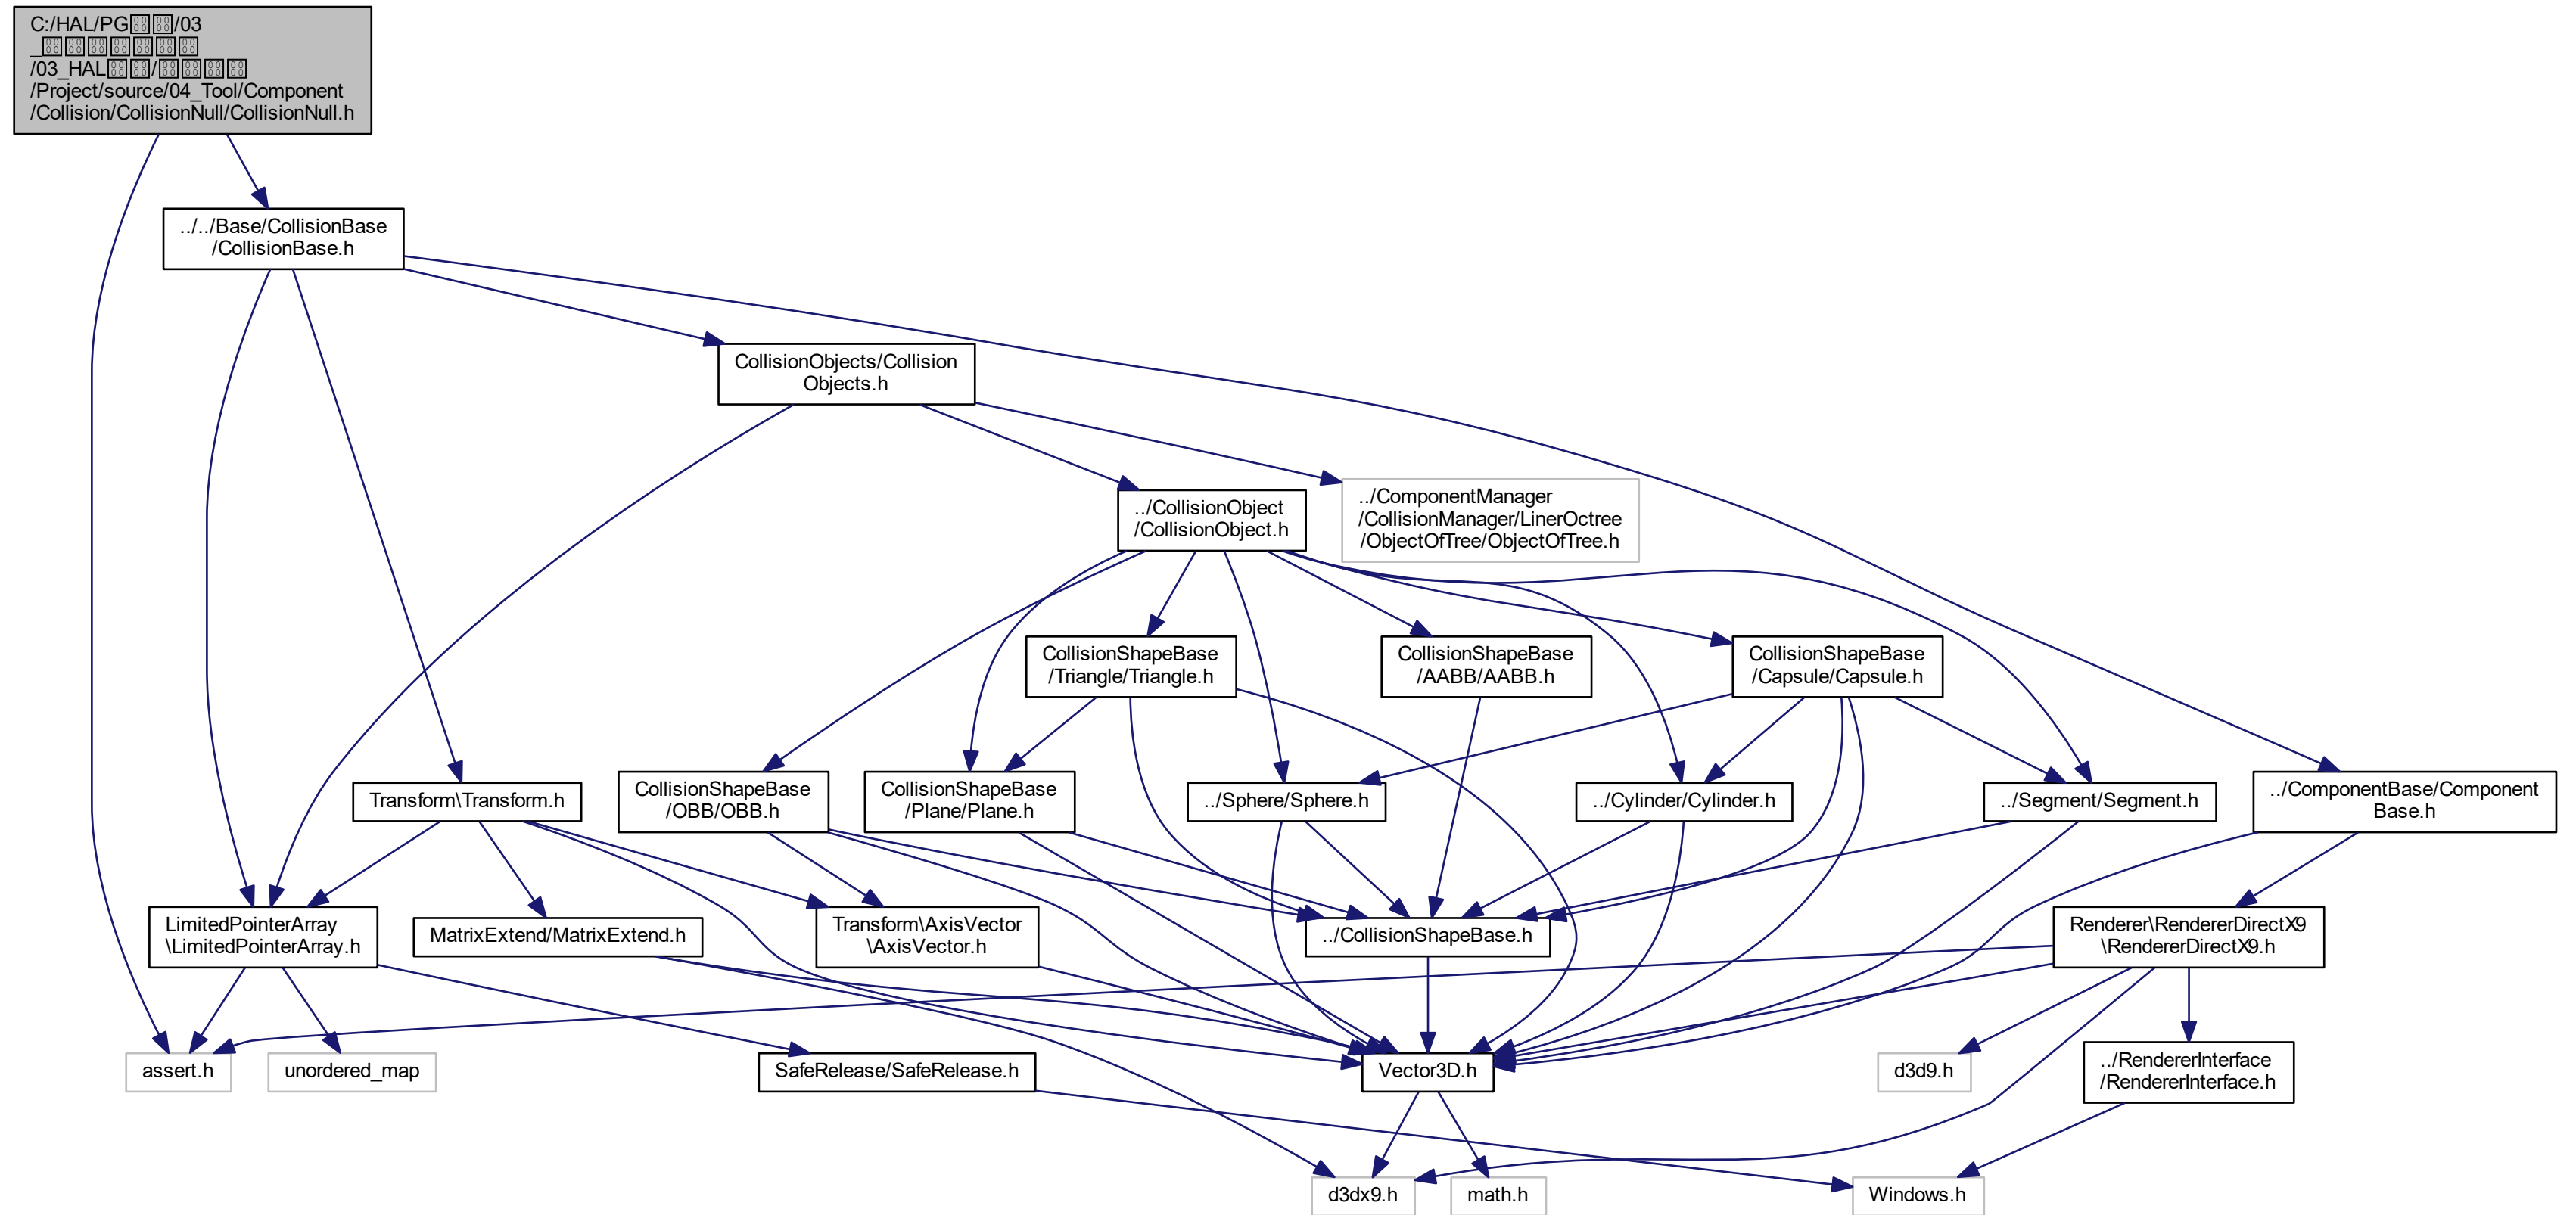 C:/HAL/PG/03
_
/03_HAL/
/Project/source/04_Tool/Component
/Collision/CollisionNull/CollisionNull.h
../../Base/CollisionBase
/CollisionBase.h
CollisionObjects/Collision
Objects.h
../CollisionObject
/CollisionObject.h
../ComponentManager
/CollisionManager/LinerOctree
/ObjectOfTree/ObjectOfTree.h
CollisionShapeBase
/Triangle/Triangle.h
CollisionShapeBase
/AABB/AABB.h
CollisionShapeBase
/Capsule/Capsule.h
Transform\Transform.h
CollisionShapeBase
/OBB/OBB.h
CollisionShapeBase
/Plane/Plane.h
../Sphere/Sphere.h
../Cylinder/Cylinder.h
../Segment/Segment.h
../ComponentBase/Component
Base.h
LimitedPointerArray
\LimitedPointerArray.h
MatrixExtend/MatrixExtend.h
Transform\AxisVector
\AxisVector.h
../CollisionShapeBase.h
Renderer\RendererDirectX9
\RendererDirectX9.h
assert.h
unordered_map
SafeRelease/SafeRelease.h
Vector3D.h
d3d9.h
../RendererInterface
/RendererInterface.h
d3dx9.h
math.h
Windows.h